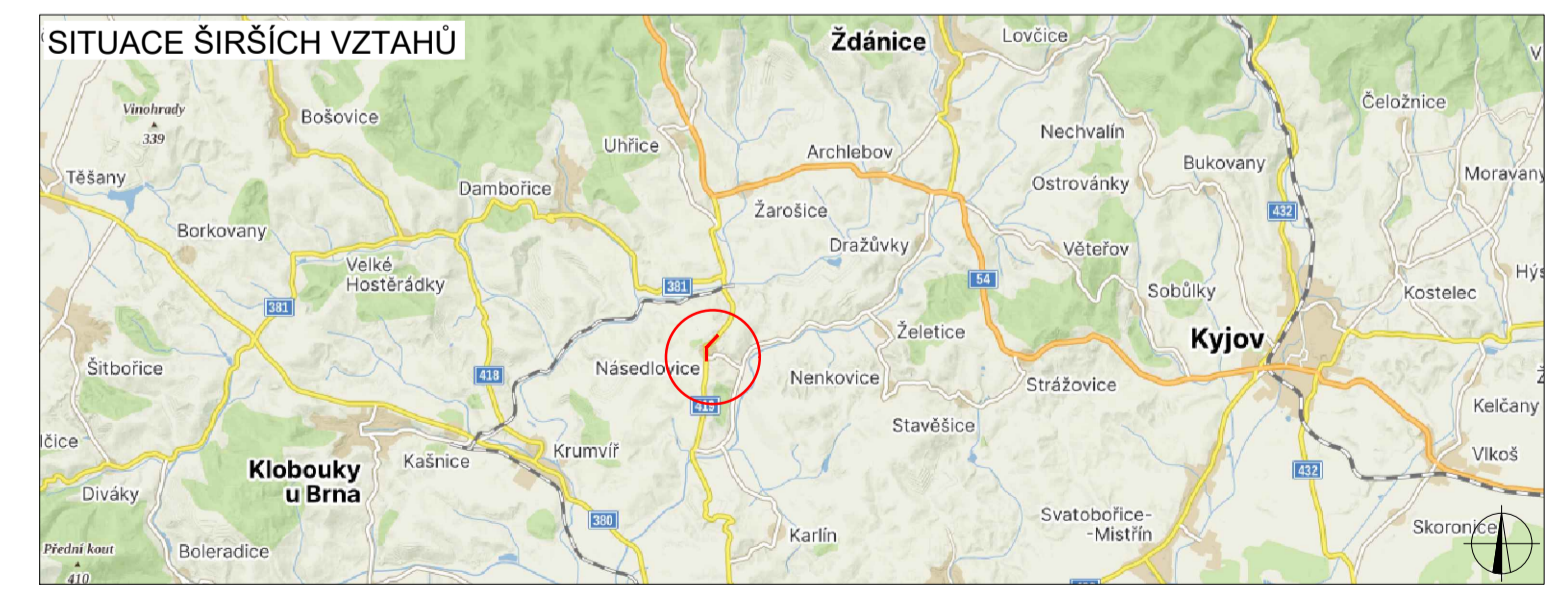 SITUACE ŠIRŠÍCH VZTAHŮ
Ždánice
Lovčice
Vinohrady
339
Bošovice
Čeložnice
Uhřice
Archlebov
Nechvalín
Bukovany
Těšany
Dambořice
Ostrovánky
Moravany
Žarošice
432
Borkovany
Dražůvky
Věteřov
Velké
Hostěrádky
381
54
Sobůlky
Kostelec
381
Želetice
Kyjov
Šitbořice
418
Násedlovice
Nenkovice
Strážovice
419
Stavěšice
Kelčany
Klobouky
u Brna
Kašnice
Krumvíř
Vlkoš
432
Diváky
380
Karlín
Svatobořice-
-Mistřín
Skoronice
Přední kout
410
Boleradice